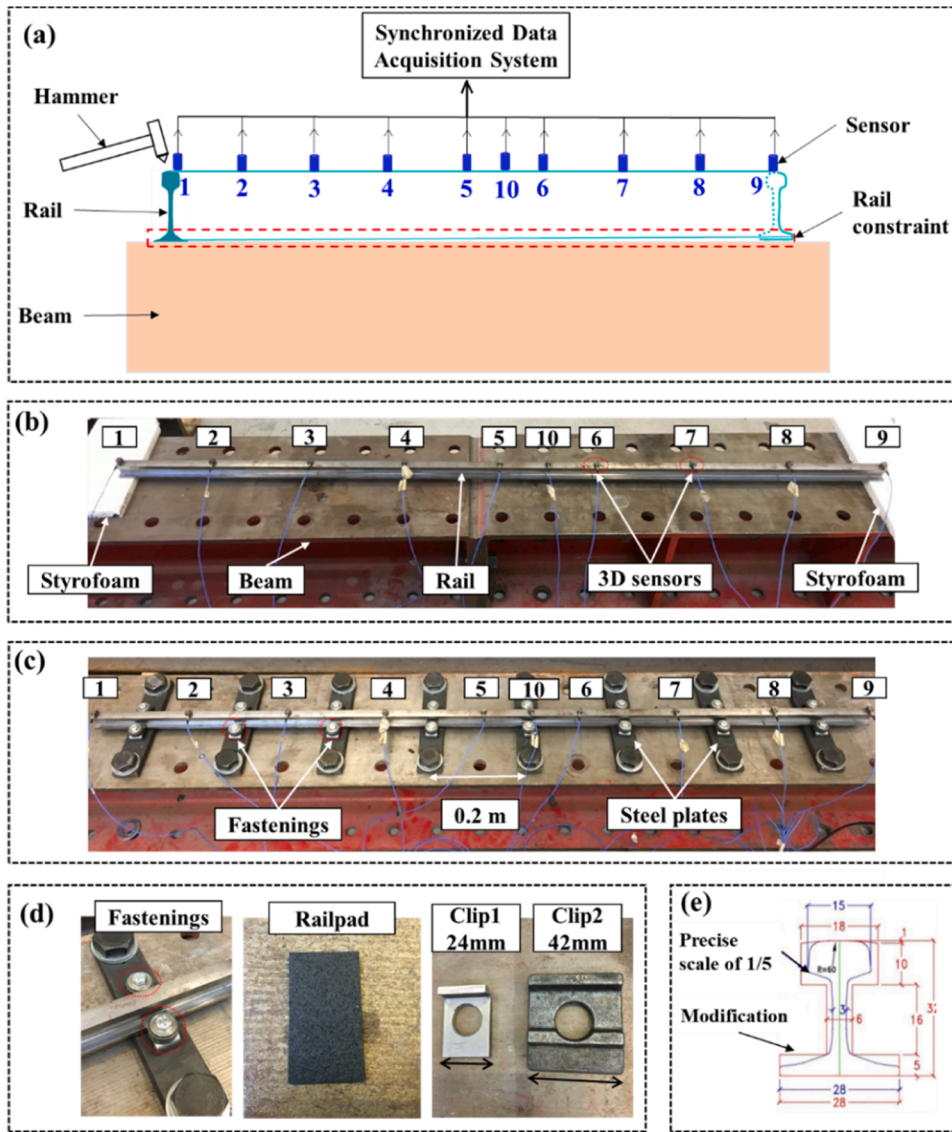 (a)
Synchronized Data
Acquisition System
Hammer
Sensor
1 2 3 4 5 10 6 7 8 9
Rail
Rail
constraint
Beam
(b)
1 2 3 4 5 10 6 7 8 9
Styrofoam
Beam
Rail
3D sensors
Styrofoam
(c)
1 2 3 4 5 10 6 7 8 9
Fastenings
0.2 m
Steel plates
(d)
Fastenings
Railpad
Clip1
24mm
Clip2
42mm
(e)
15
18
1
Precise
scale of 1/5
R=60
10
32
3
6
16
Modification
5
28
28